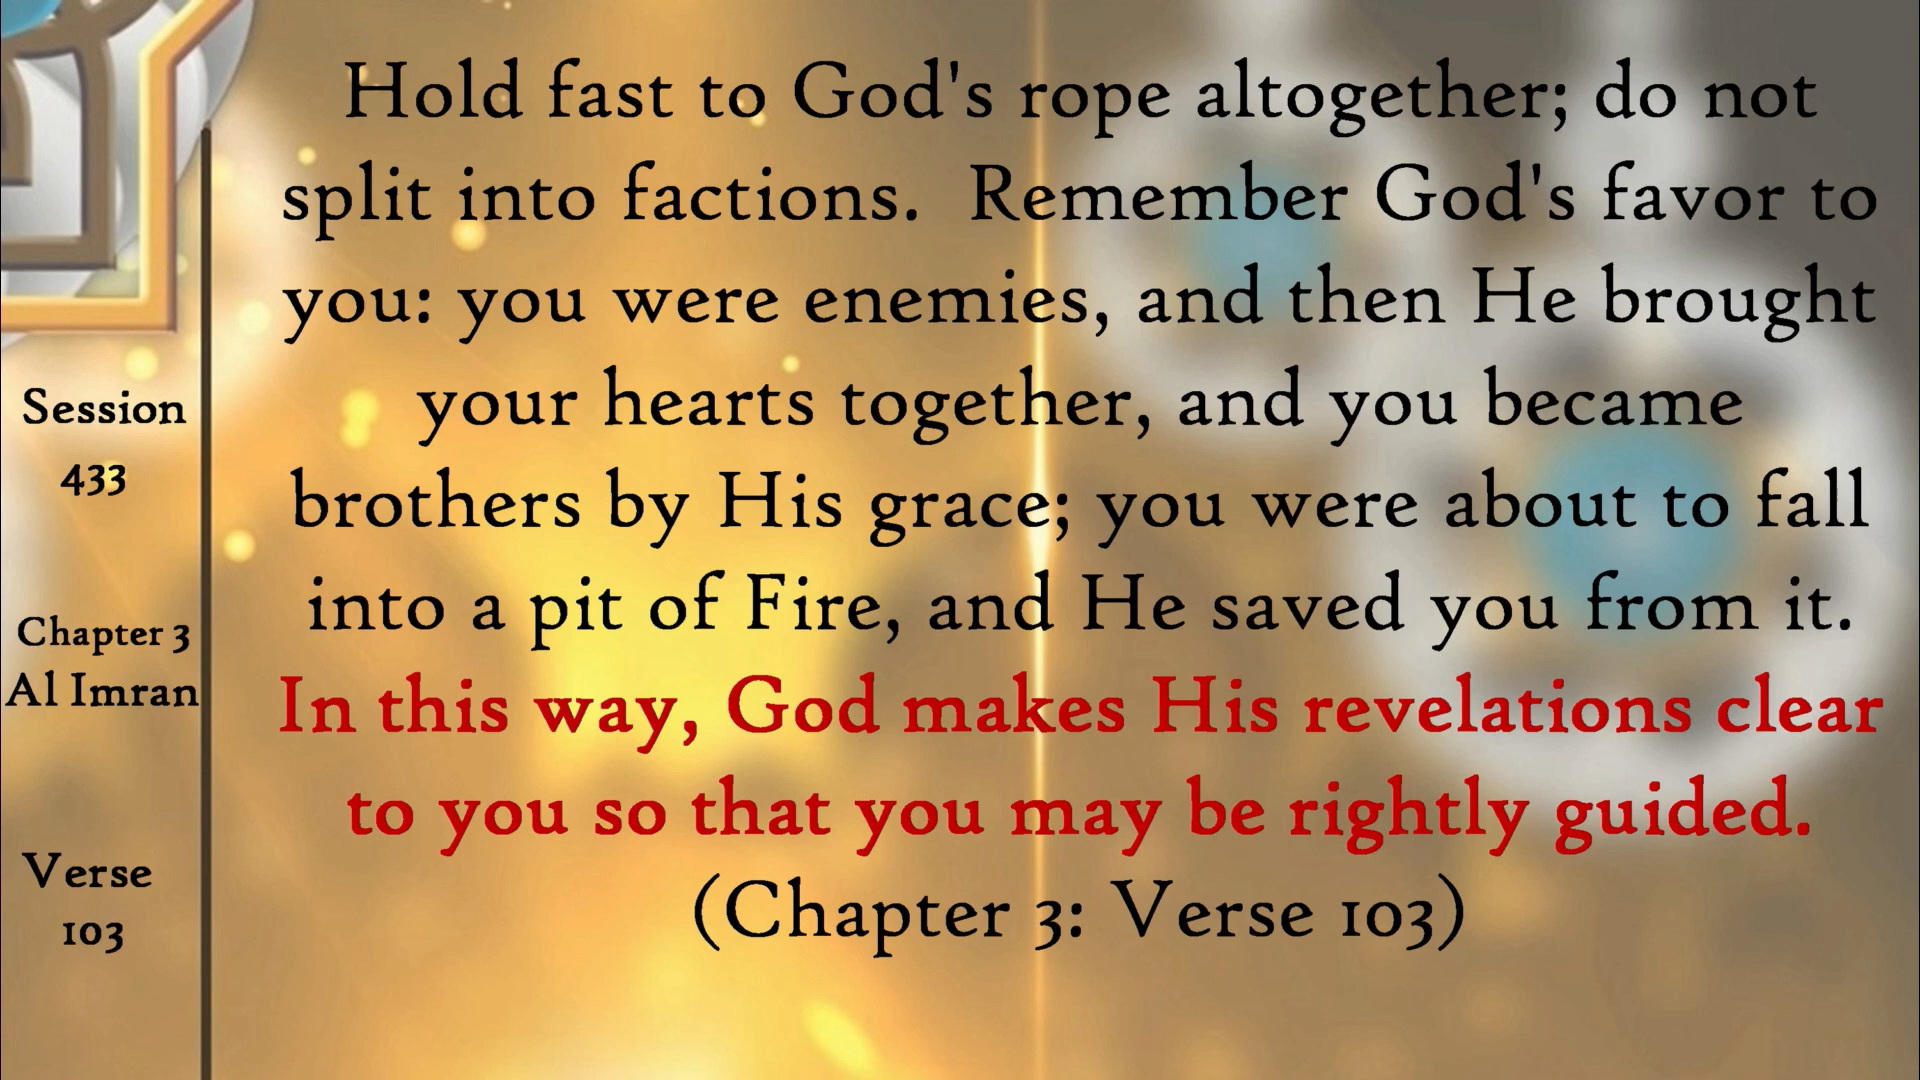 Hold fast to God's rope altogether; do not
split into factions.  Remember God's favor to
you: you were enemies, and then He brought
your hearts together, and you became
brothers by His grace; you were about to fall
into a pit of Fire, and He saved you from it.
In this way, God makes His revelations clear
to you so that you may be rightly guided.
(Chapter 3: Verse 103)
Session
433
Chapter 3
Al Imran
Verse
103